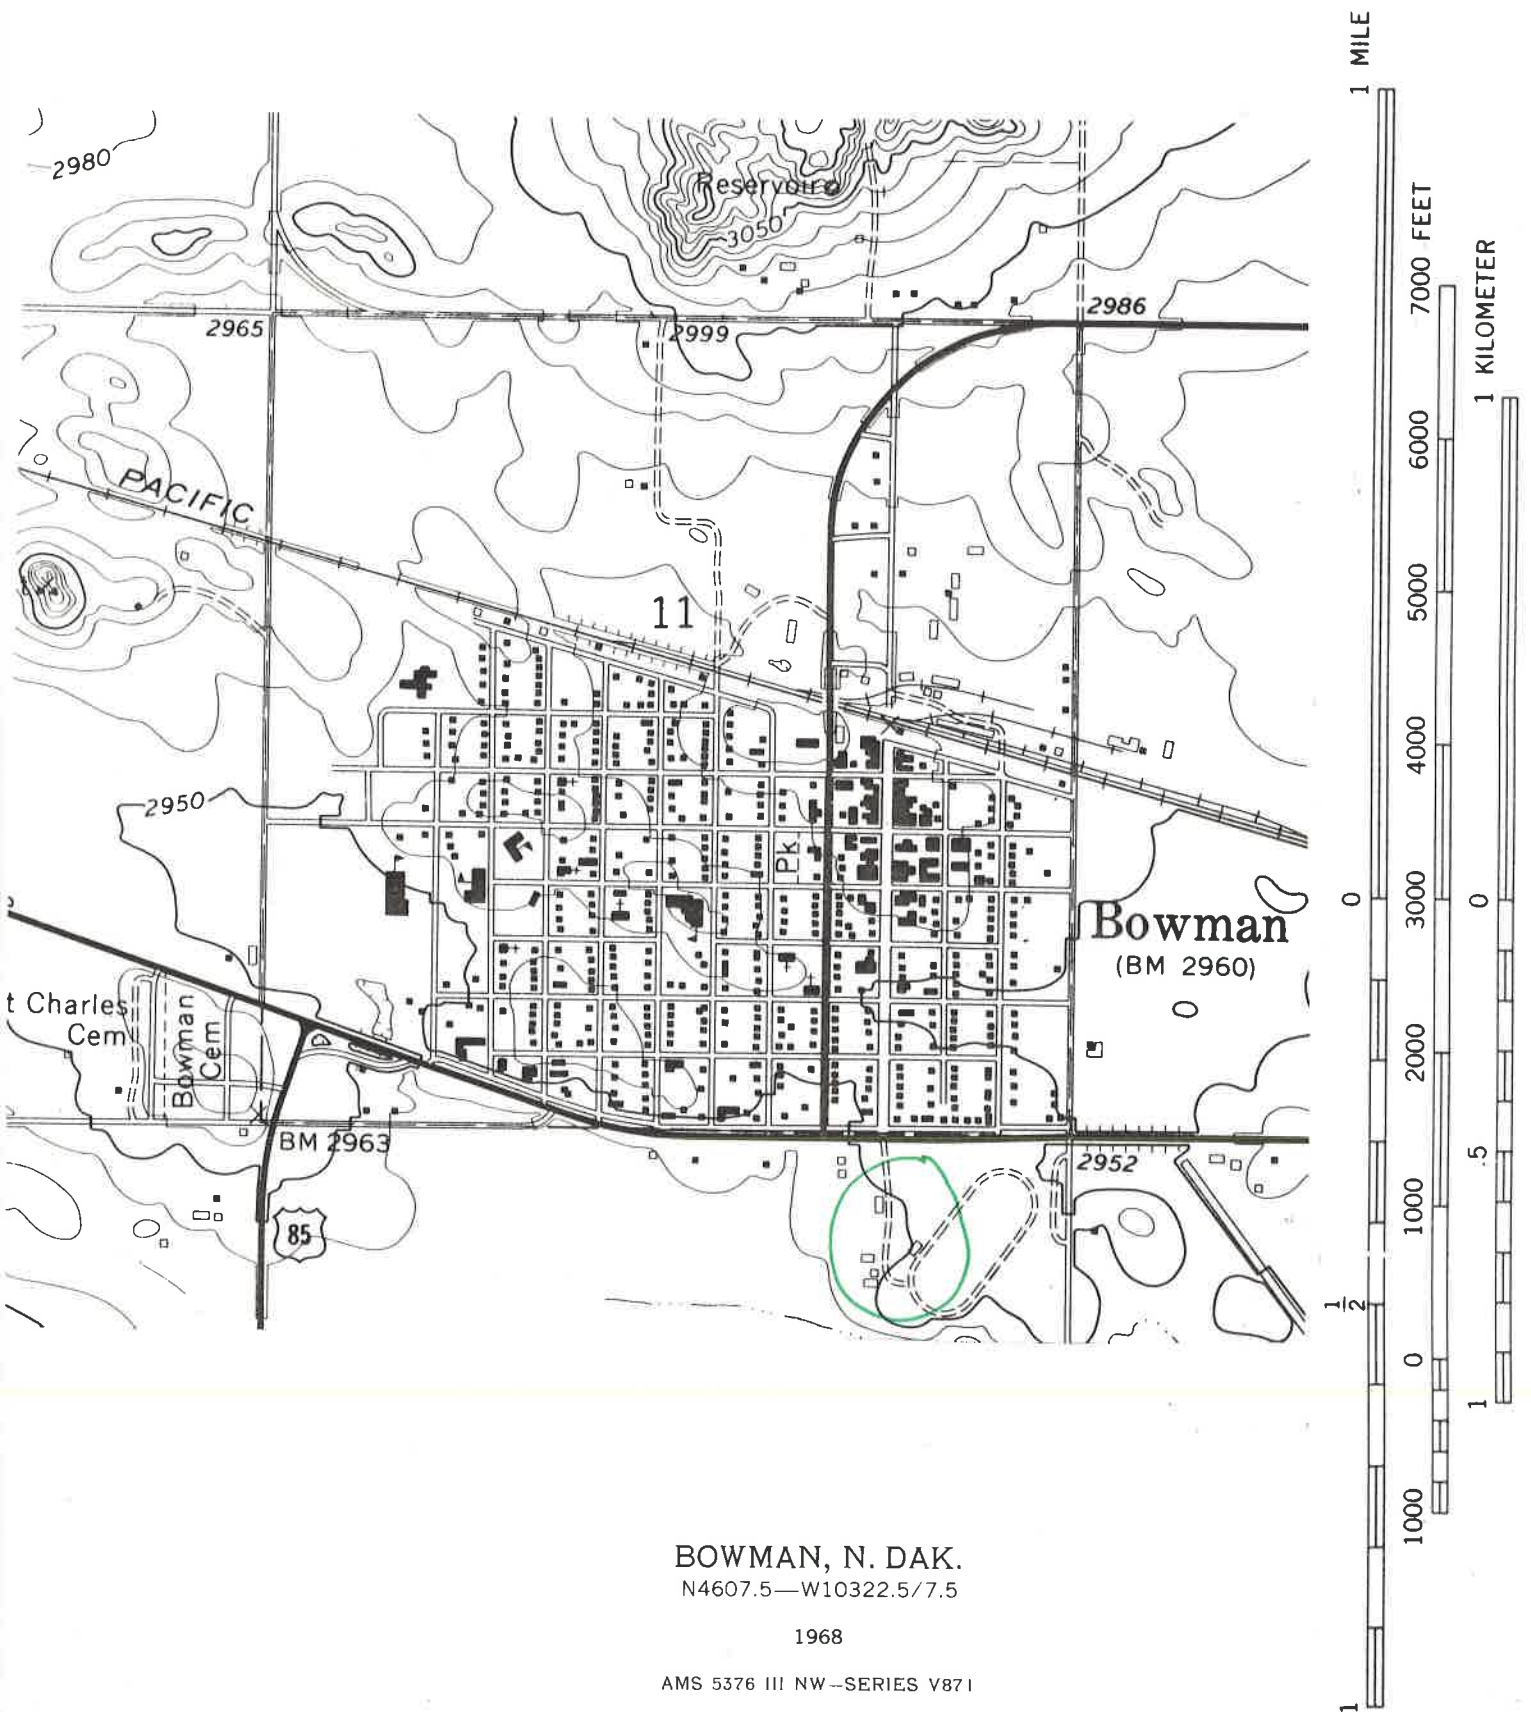 2980
Reservoir
3050
2965
2999
2986
PACIFIC
11
2950
Pk
Bowman
(BM 2960)
t Charles
Cem
Bowman
Cem
BM 2963
2952
85
1 MILE
0
1/2
1
7000 FEET
6000
5000
4000
3000
2000
1000
0
1000
1 KILOMETER
0
.5
1
BOWMAN, N. DAK.
N4607.5—W10322.5/7.5
1968
AMS 5376 III NW—SERIES V871